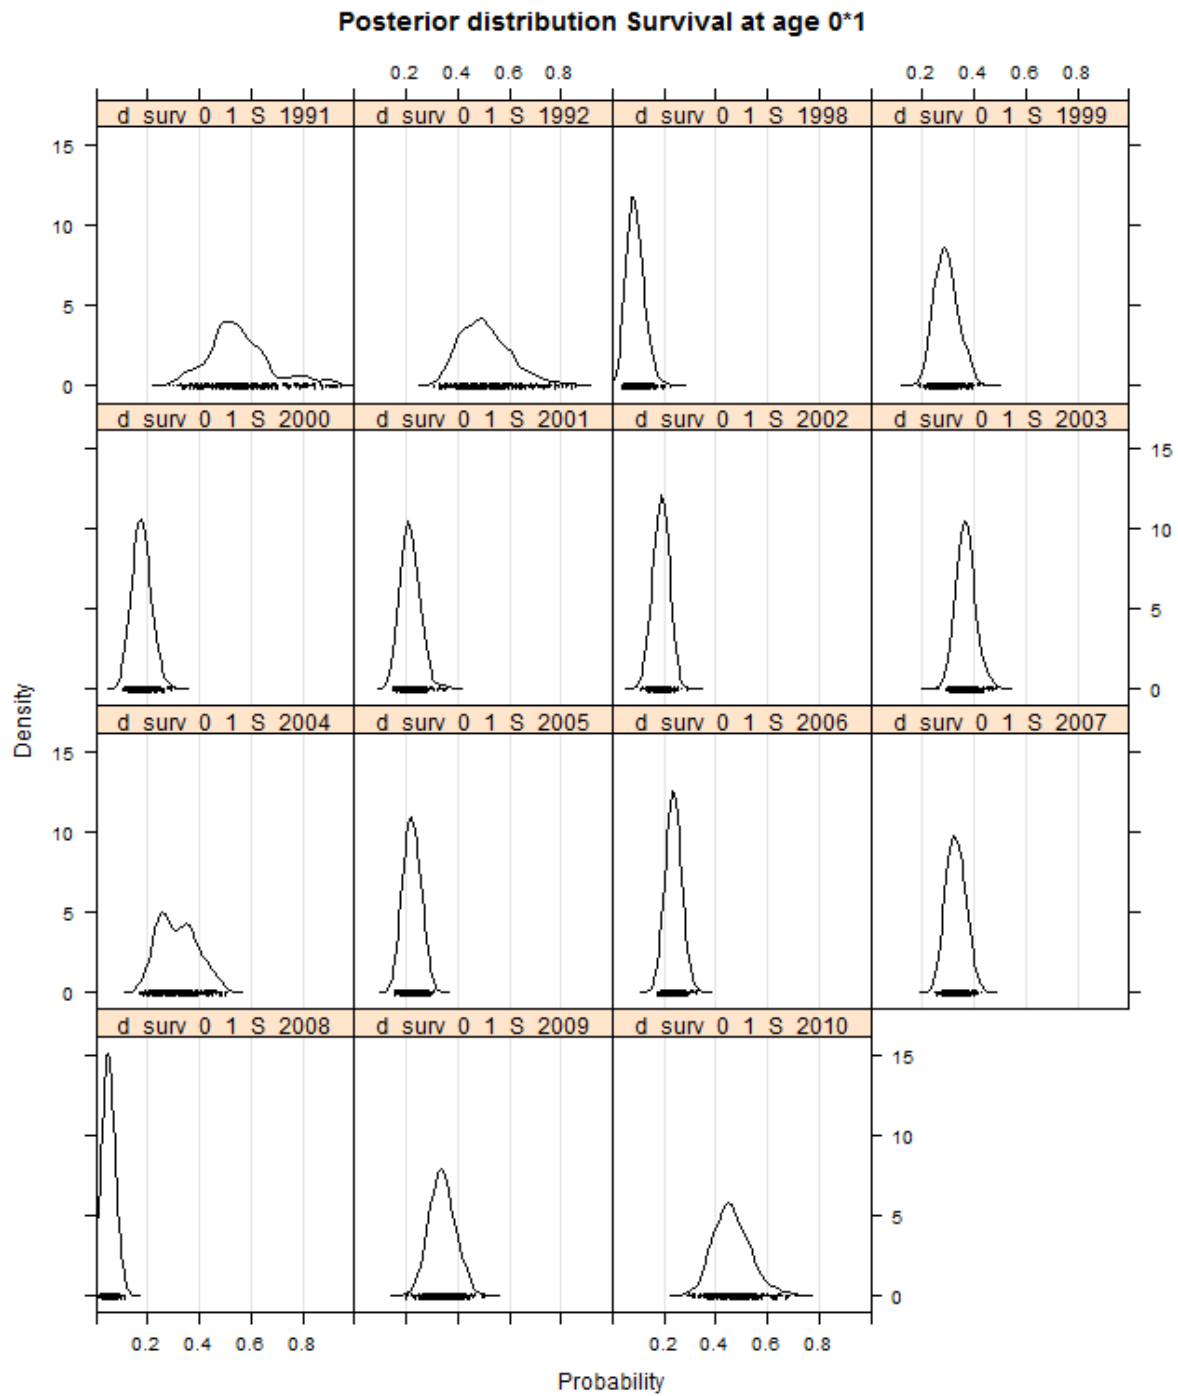 Posterior distribution Survival at age 0*1
0.2 0.4 0.6 0.8 0.2 0.4 0.6 0.8
d surv 0 1 S 1991 d surv 0 1 S 1992 d surv 0 1 S 1998 d surv 0 1 S 1999
15
10
5
0
d surv 0 1 S 2000 d surv 0 1 S 2001 d surv 0 1 S 2002 d surv 0 1 S 2003
15
10
5
0
Density
d surv 0 1 S 2004 d surv 0 1 S 2005 d surv 0 1 S 2006 d surv 0 1 S 2007
15
10
5
0
d surv 0 1 S 2008 d surv 0 1 S 2009 d surv 0 1 S 2010
15
10
5
0
0.2 0.4 0.6 0.8 0.2 0.4 0.6 0.8
Probability